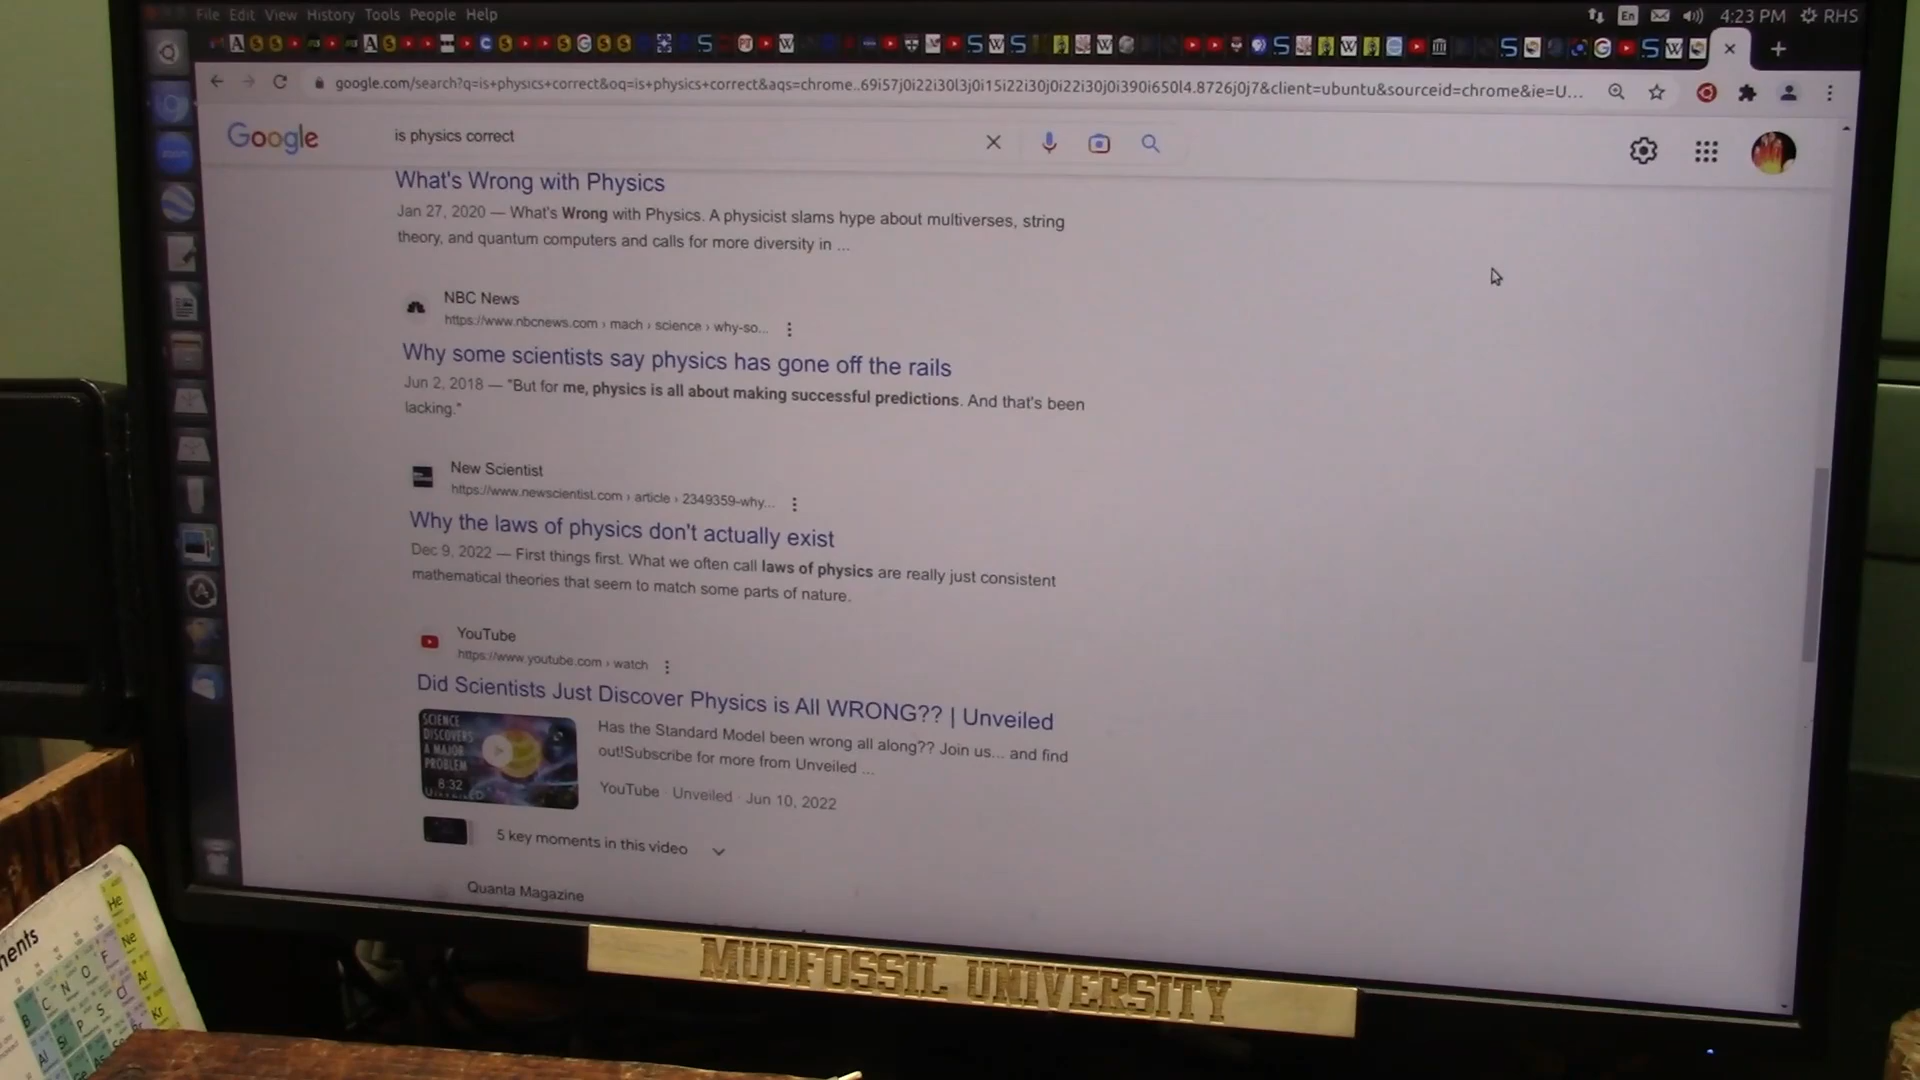 File Edit View History Tools People Help
En 4:23 PM RHS
google.com/search?q=is+physics+correct&oq=is+physics+correct&aqs=chrome..69i57j0i22i30l3j0i15i22i30j0i22i30j0i390i650l4.8726j0j7&client=ubuntu&sourceid=chrome&ie=U...
Google
is physics correct
What's Wrong with Physics
Jan 27, 2020 — What's Wrong with Physics. A physicist slams hype about multiverses, string
theory, and quantum computers and calls for more diversity in ...
NBC News
https://www.nbcnews.com › mach › science › why-so...
Why some scientists say physics has gone off the rails
Jun 2, 2018 — "But for me, physics is all about making successful predictions. And that's been
lacking."
New Scientist
https://www.newscientist.com › article › 2349359-why...
Why the laws of physics don't actually exist
Dec 9, 2022 — First things first. What we often call laws of physics are really just consistent
mathematical theories that seem to match some parts of nature.
YouTube
https://www.youtube.com › watch
Did Scientists Just Discover Physics is All WRONG?? | Unveiled
SCIENCE
DISCOVERS
A MAJOR
PROBLEM
8:32
Has the Standard Model been wrong all along?? Join us... and find
out!Subscribe for more from Unveiled ...
YouTube · Unveiled · Jun 10, 2022
5 key moments in this video
Quanta Magazine
MUDFOSSIL UNIVERSITY
ments
He
B C N O F Ne
Al Si P S Cl Ar
Kr